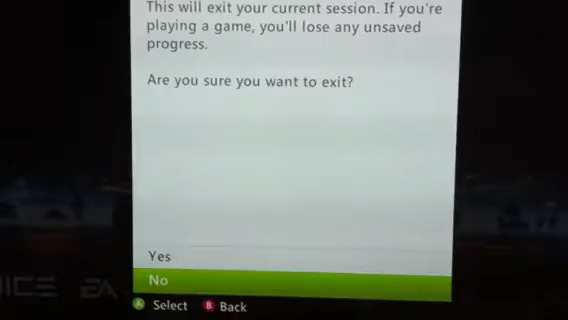 This will exit your current session. If you're
playing a game, you'll lose any unsaved
progress.
Are you sure you want to exit?
Yes
No
A Select B Back
ICE EA